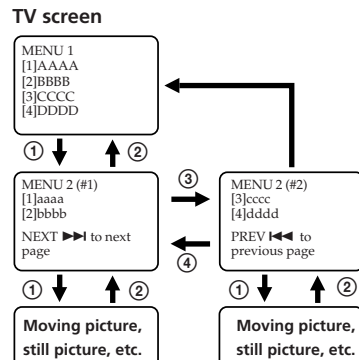 TV screen
MENU 1
[1]AAAA
[2]BBBB
[3]CCCC
[4]DDDD
① ②
MENU 2 (#1)
[1]aaaa
[2]bbbb
NEXT ▶▶I to next
page
③
④
MENU 2 (#2)
[3]cccc
[4]dddd
PREV I◀◀ to
previous page
① ②
① ②
Moving picture,
still picture, etc.
Moving picture,
still picture, etc.